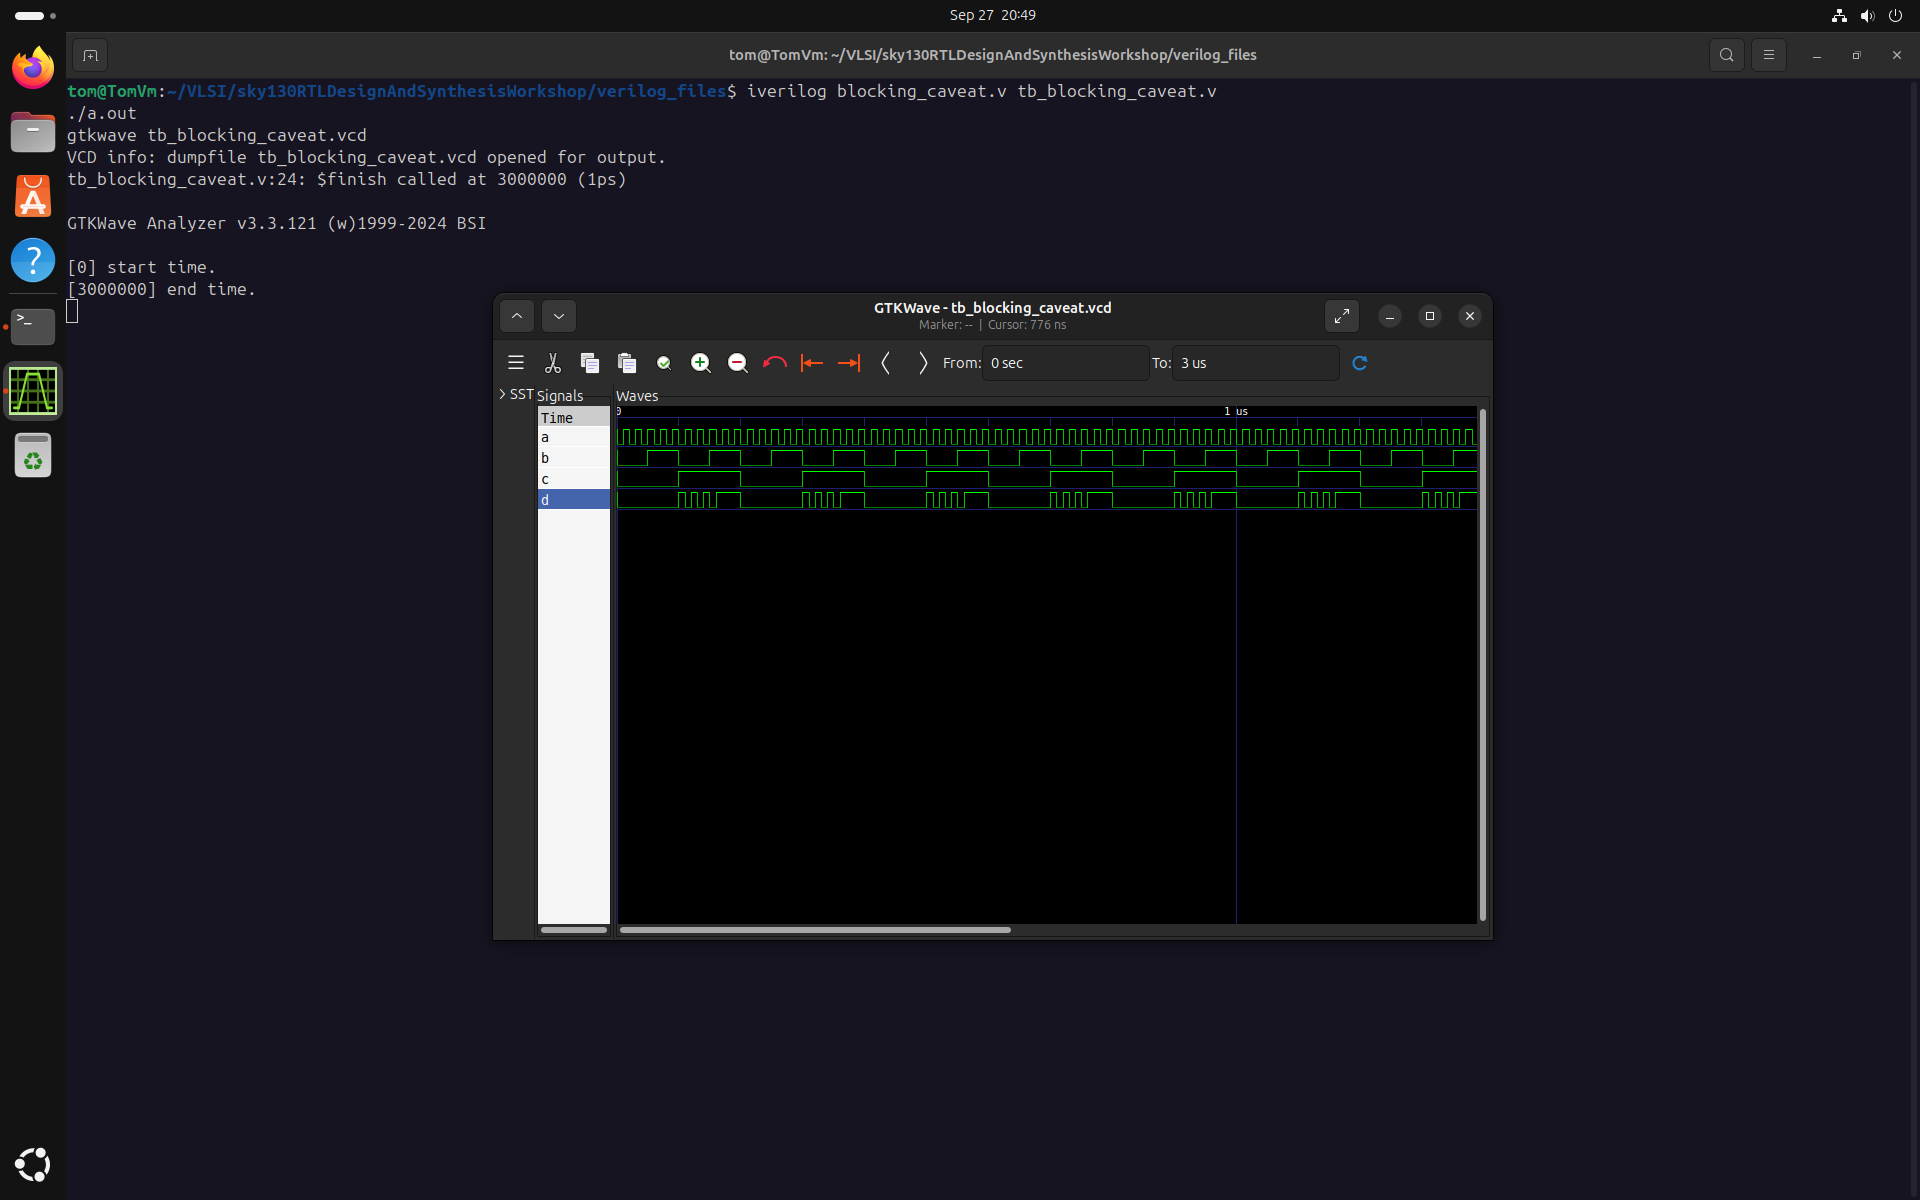 Sep 27 20:49
tom@TomVm: ~/VLSI/sky130RTLDesignAndSynthesisWorkshop/verilog_files
tom@TomVm:~/VLSI/sky130RTLDesignAndSynthesisWorkshop/verilog_files$ iverilog blocking_caveat.v tb_blocking_caveat.v
./a.out
gtkwave tb_blocking_caveat.vcd
VCD info: dumpfile tb_blocking_caveat.vcd opened for output.
tb_blocking_caveat.v:24: $finish called at 3000000 (1ps)
GTKWave Analyzer v3.3.121 (w)1999-2024 BSI
[0] start time.
[3000000] end time.
GTKWave - tb_blocking_caveat.vcd
Marker: -- | Cursor: 776 ns
From: 0 sec To: 3 us
SST Signals Waves
Time 0 1 us
a
b
c
d